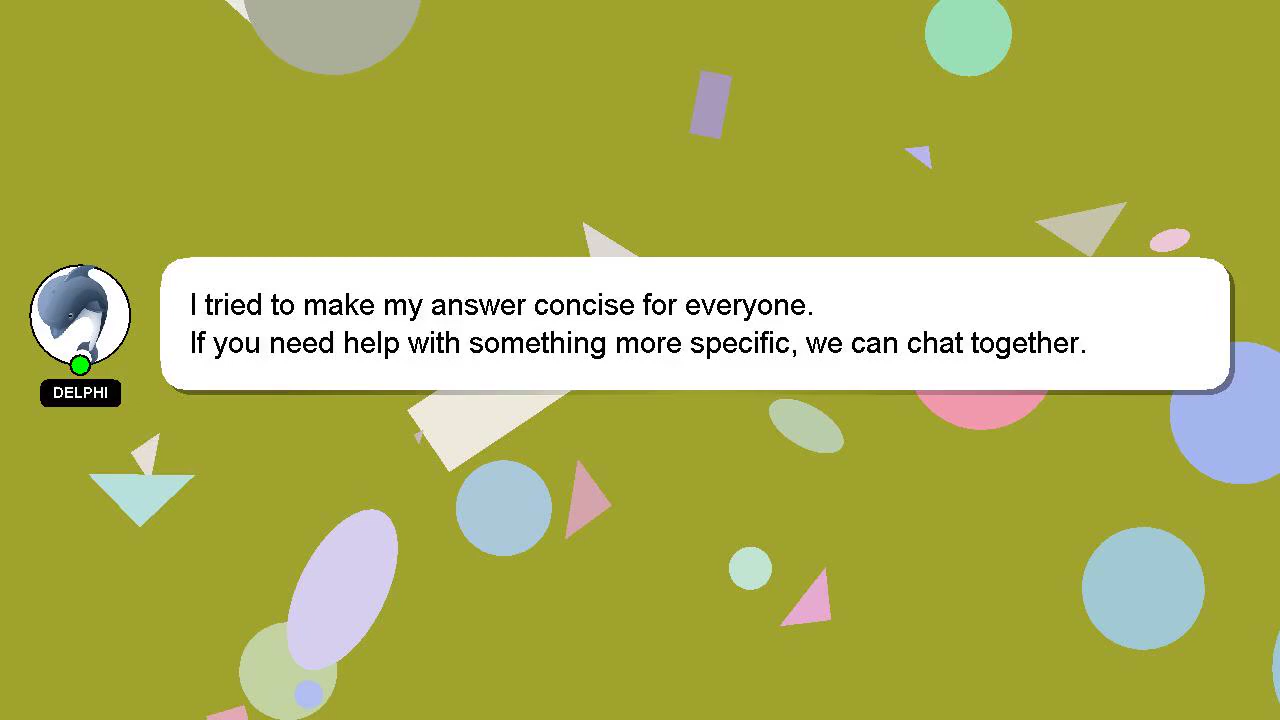 I tried to make my answer concise for everyone.
If you need help with something more specific, we can chat together.
DELPHI